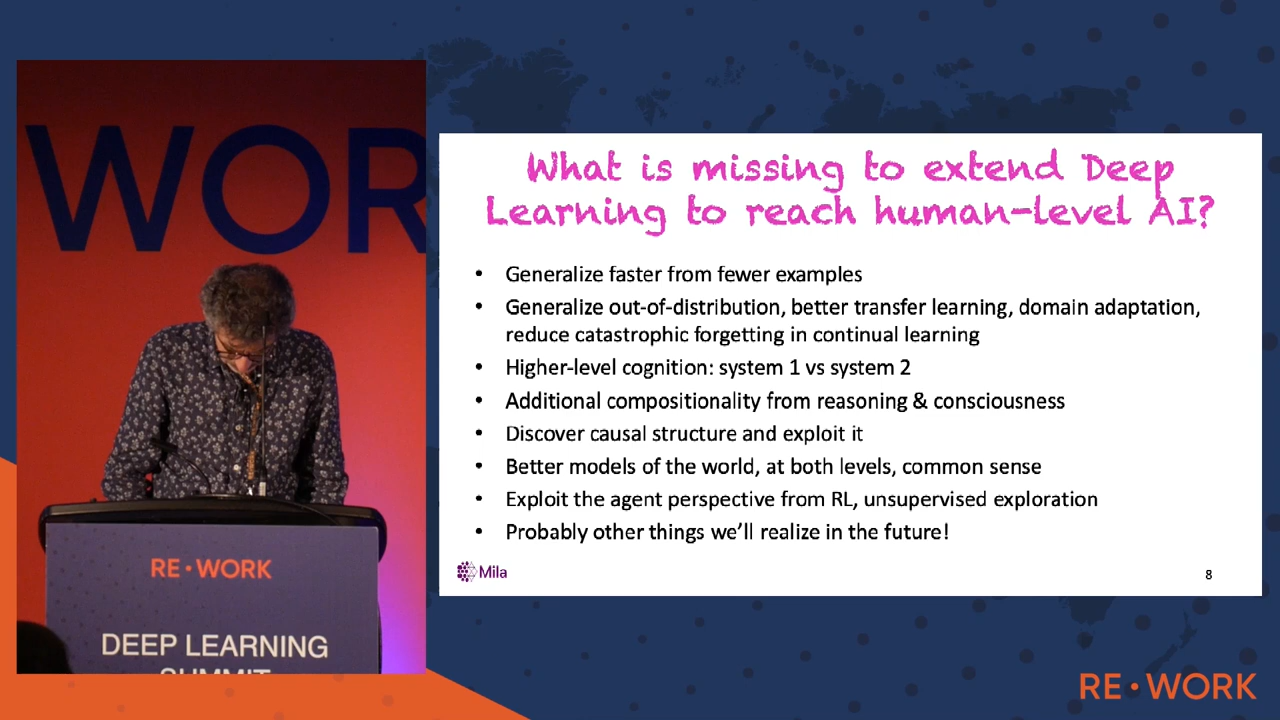 WOR
RE•WORK
DEEP LEARNING
SUMMIT
What is missing to extend Deep
Learning to reach human-level AI?
• Generalize faster from fewer examples
• Generalize out-of-distribution, better transfer learning, domain adaptation,
reduce catastrophic forgetting in continual learning
• Higher-level cognition: system 1 vs system 2
• Additional compositionality from reasoning & consciousness
• Discover causal structure and exploit it
• Better models of the world, at both levels, common sense
• Exploit the agent perspective from RL, unsupervised exploration
• Probably other things we'll realize in the future!
Mila
8
RE•WORK